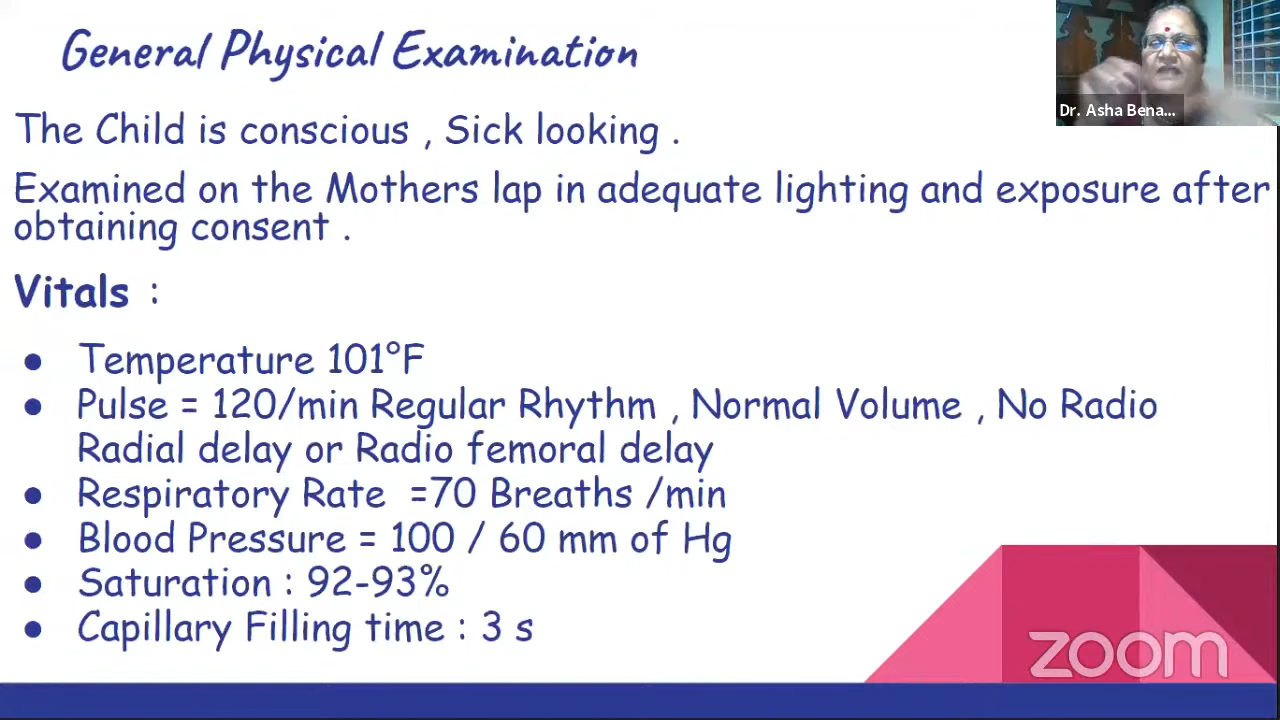 General Physical Examination
Dr. Asha Bena...
The Child is conscious , Sick looking .
Examined on the Mothers lap in adequate lighting and exposure after
obtaining consent .
Vitals :
● Temperature 101°F
● Pulse = 120/min Regular Rhythm , Normal Volume , No Radio
Radial delay or Radio femoral delay
● Respiratory Rate =70 Breaths /min
● Blood Pressure = 100 / 60 mm of Hg
● Saturation : 92-93%
● Capillary Filling time : 3 s
zoom